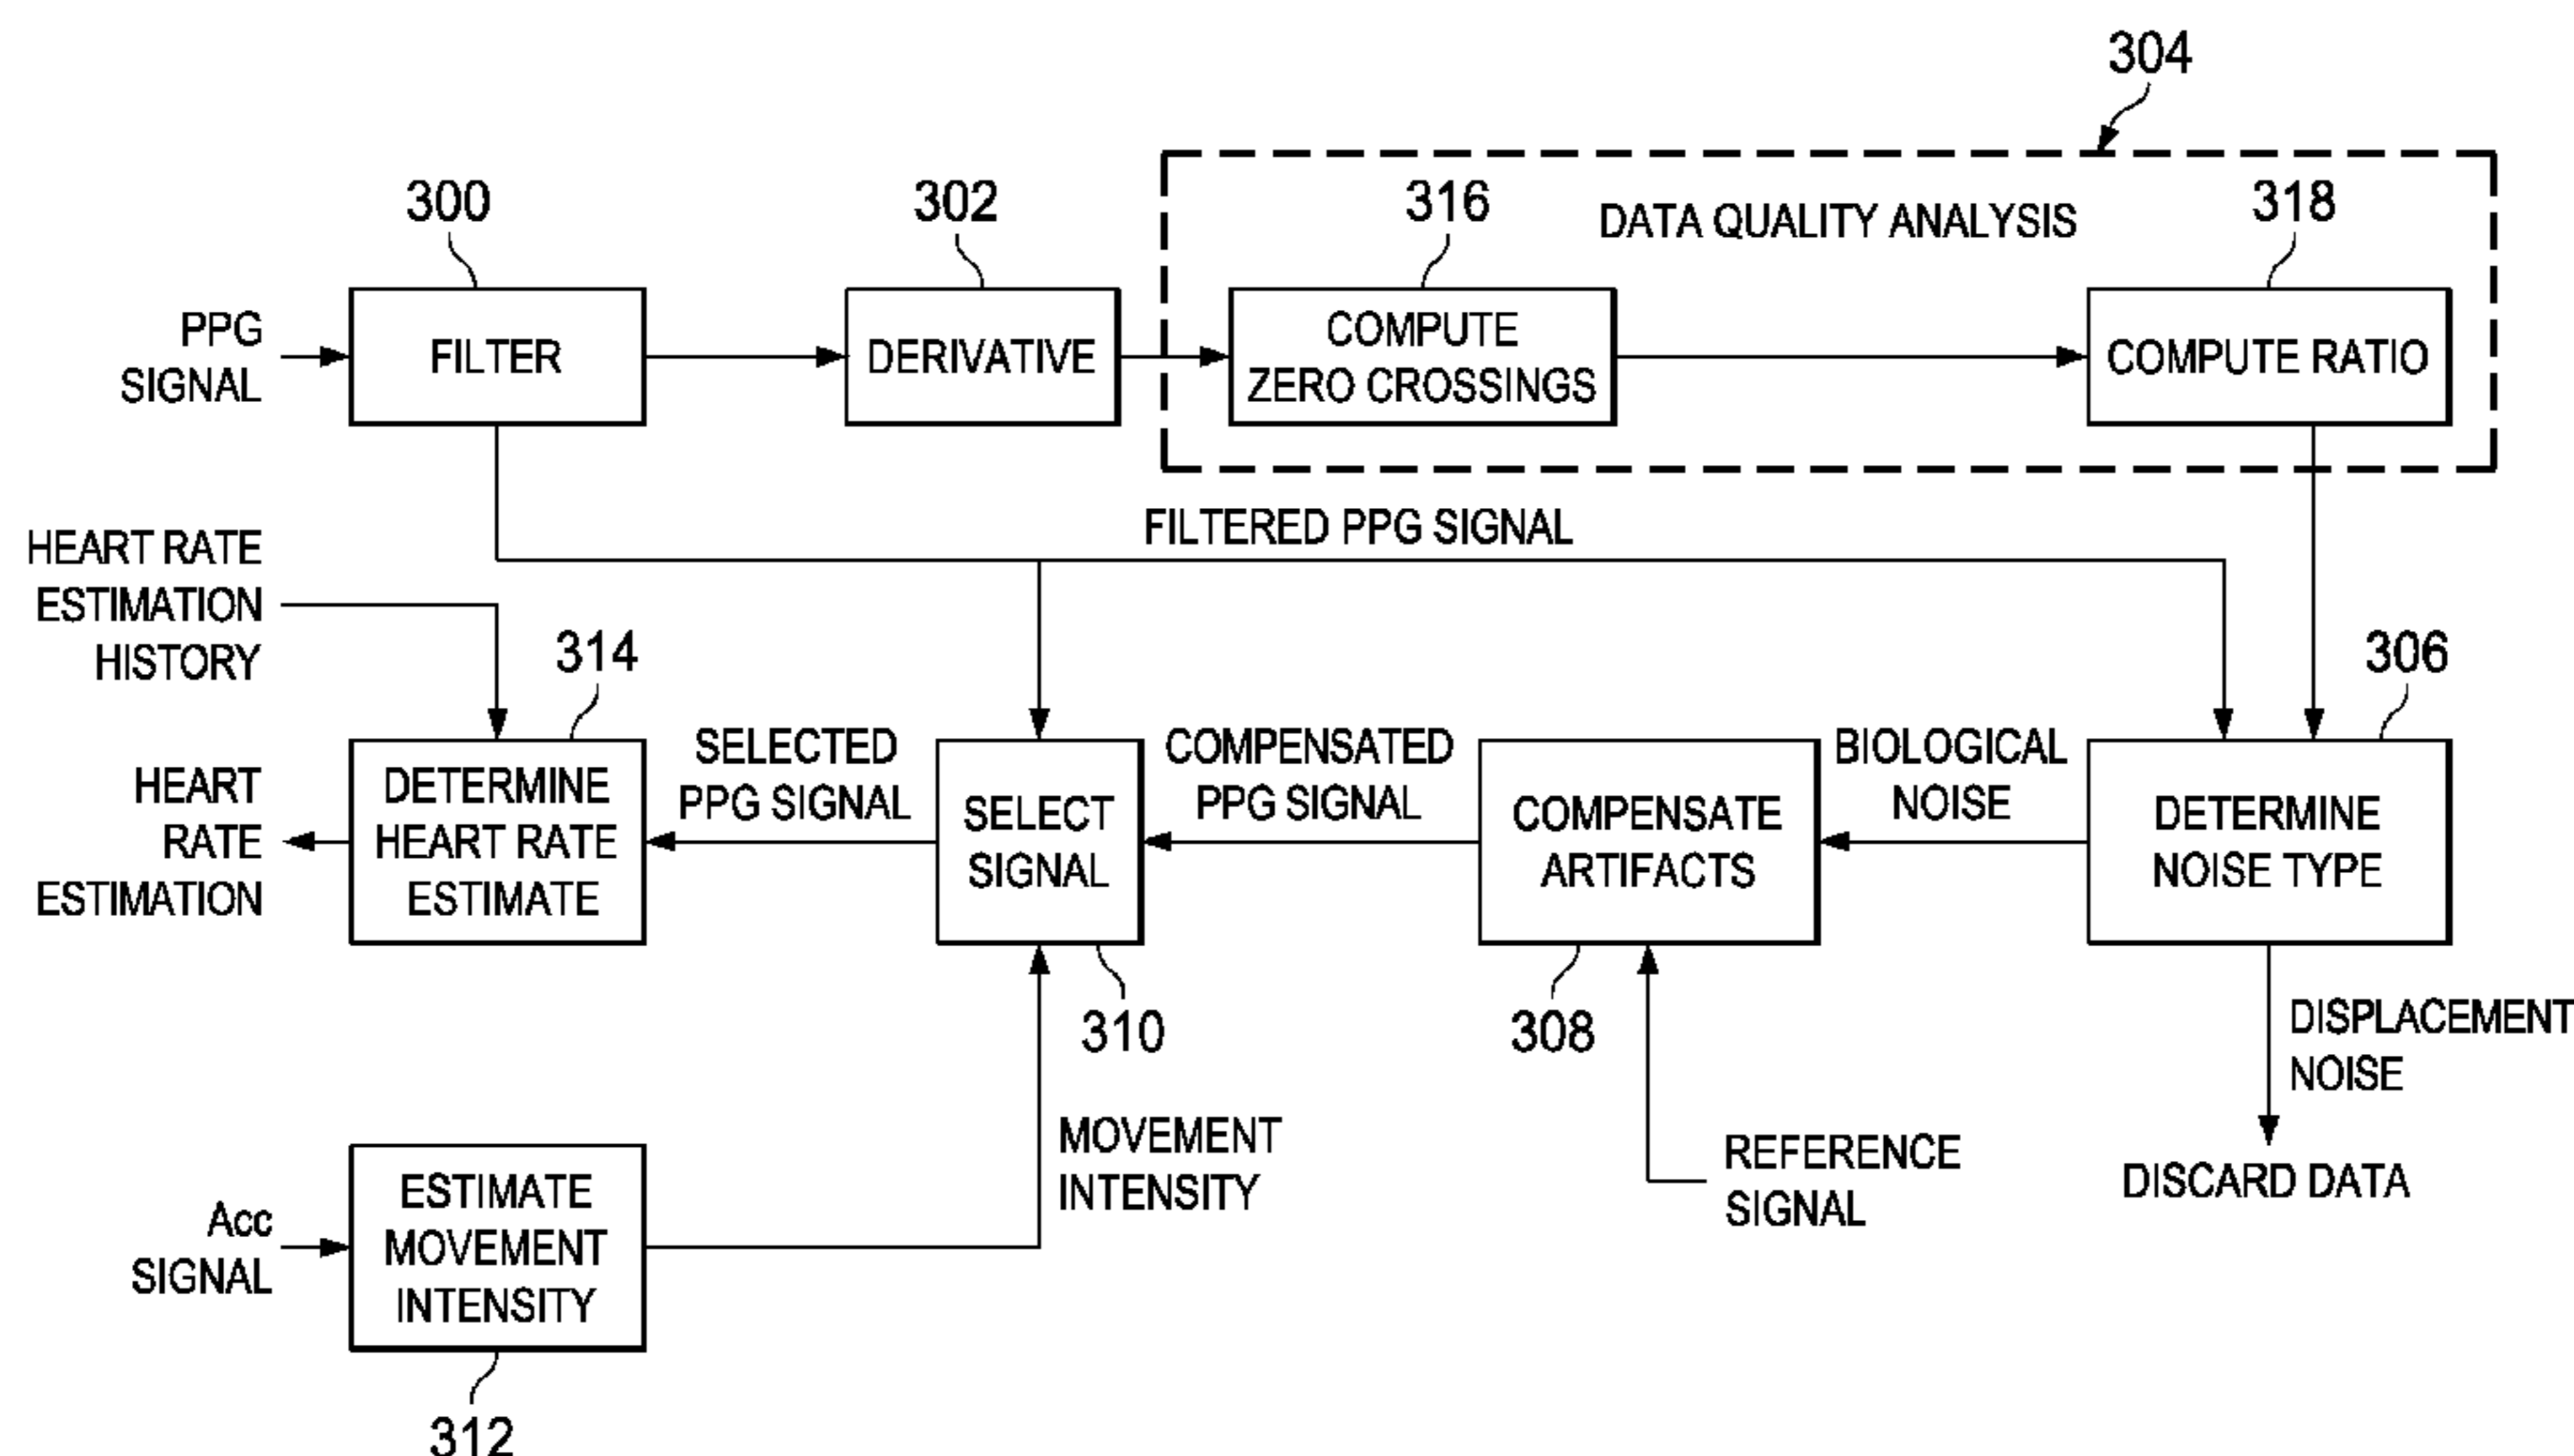 304
300
302
316
DATA QUALITY ANALYSIS
318
PPG
SIGNAL
FILTER
DERIVATIVE
COMPUTE
ZERO CROSSINGS
COMPUTE RATIO
FILTERED PPG SIGNAL
HEART RATE
ESTIMATION
HISTORY
314
306
HEART
RATE
ESTIMATION
DETERMINE
HEART RATE
ESTIMATE
SELECTED
PPG SIGNAL
SELECT
SIGNAL
COMPENSATED
PPG SIGNAL
COMPENSATE
ARTIFACTS
BIOLOGICAL
NOISE
DETERMINE
NOISE TYPE
310
308
DISPLACEMENT
NOISE
DISCARD DATA
MOVEMENT
INTENSITY
REFERENCE
SIGNAL
Acc
SIGNAL
ESTIMATE
MOVEMENT
INTENSITY
312